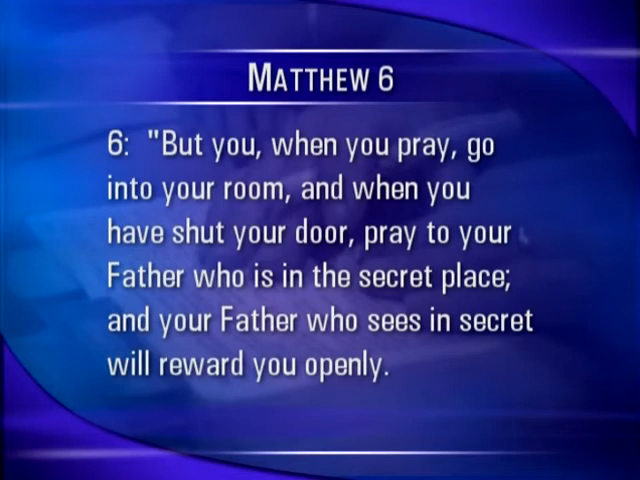 MATTHEW 6
6: "But you, when you pray, go
into your room, and when you
have shut your door, pray to your
Father who is in the secret place;
and your Father who sees in secret
will reward you openly.